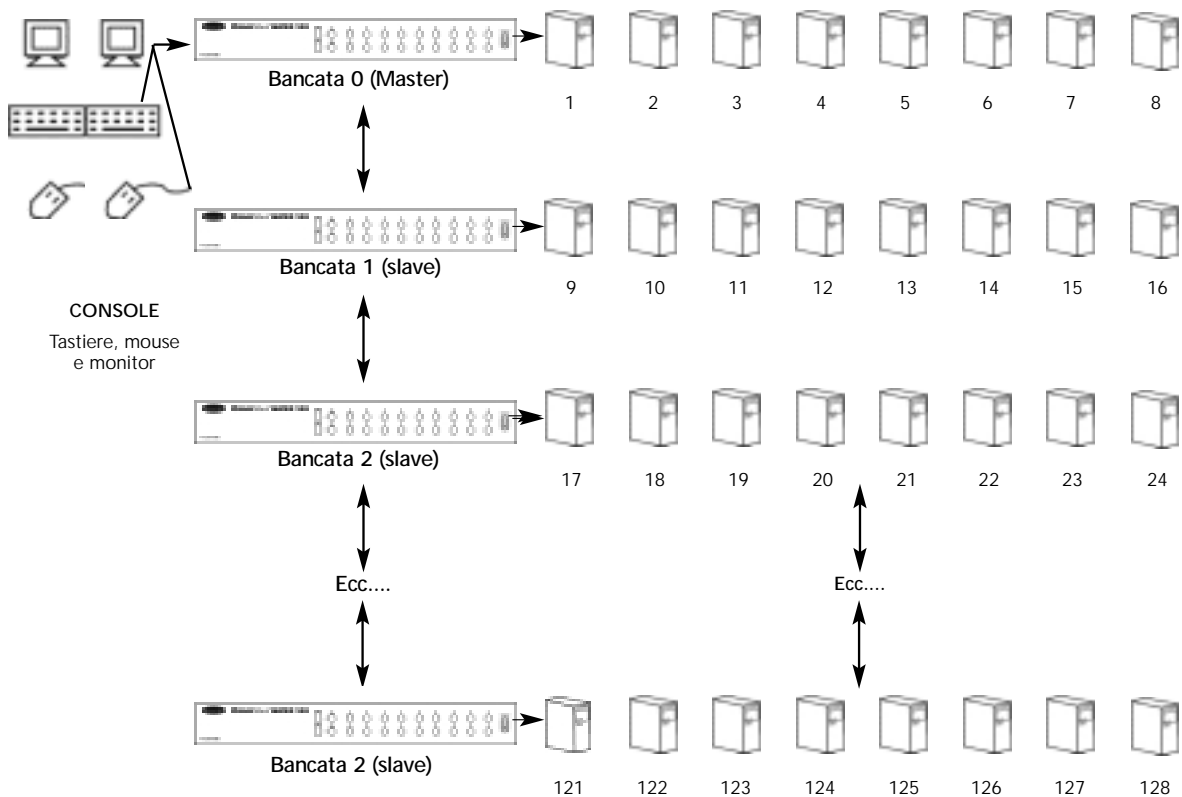 Bancata 0 (Master)
1 2 3 4 5 6 7 8
Bancata 1 (slave)
9 10 11 12 13 14 15 16
CONSOLE
Tastiere, mouse
e monitor
Bancata 2 (slave)
17 18 19 20 21 22 23 24
Ecc.... Ecc....
Bancata 2 (slave)
121 122 123 124 125 126 127 128